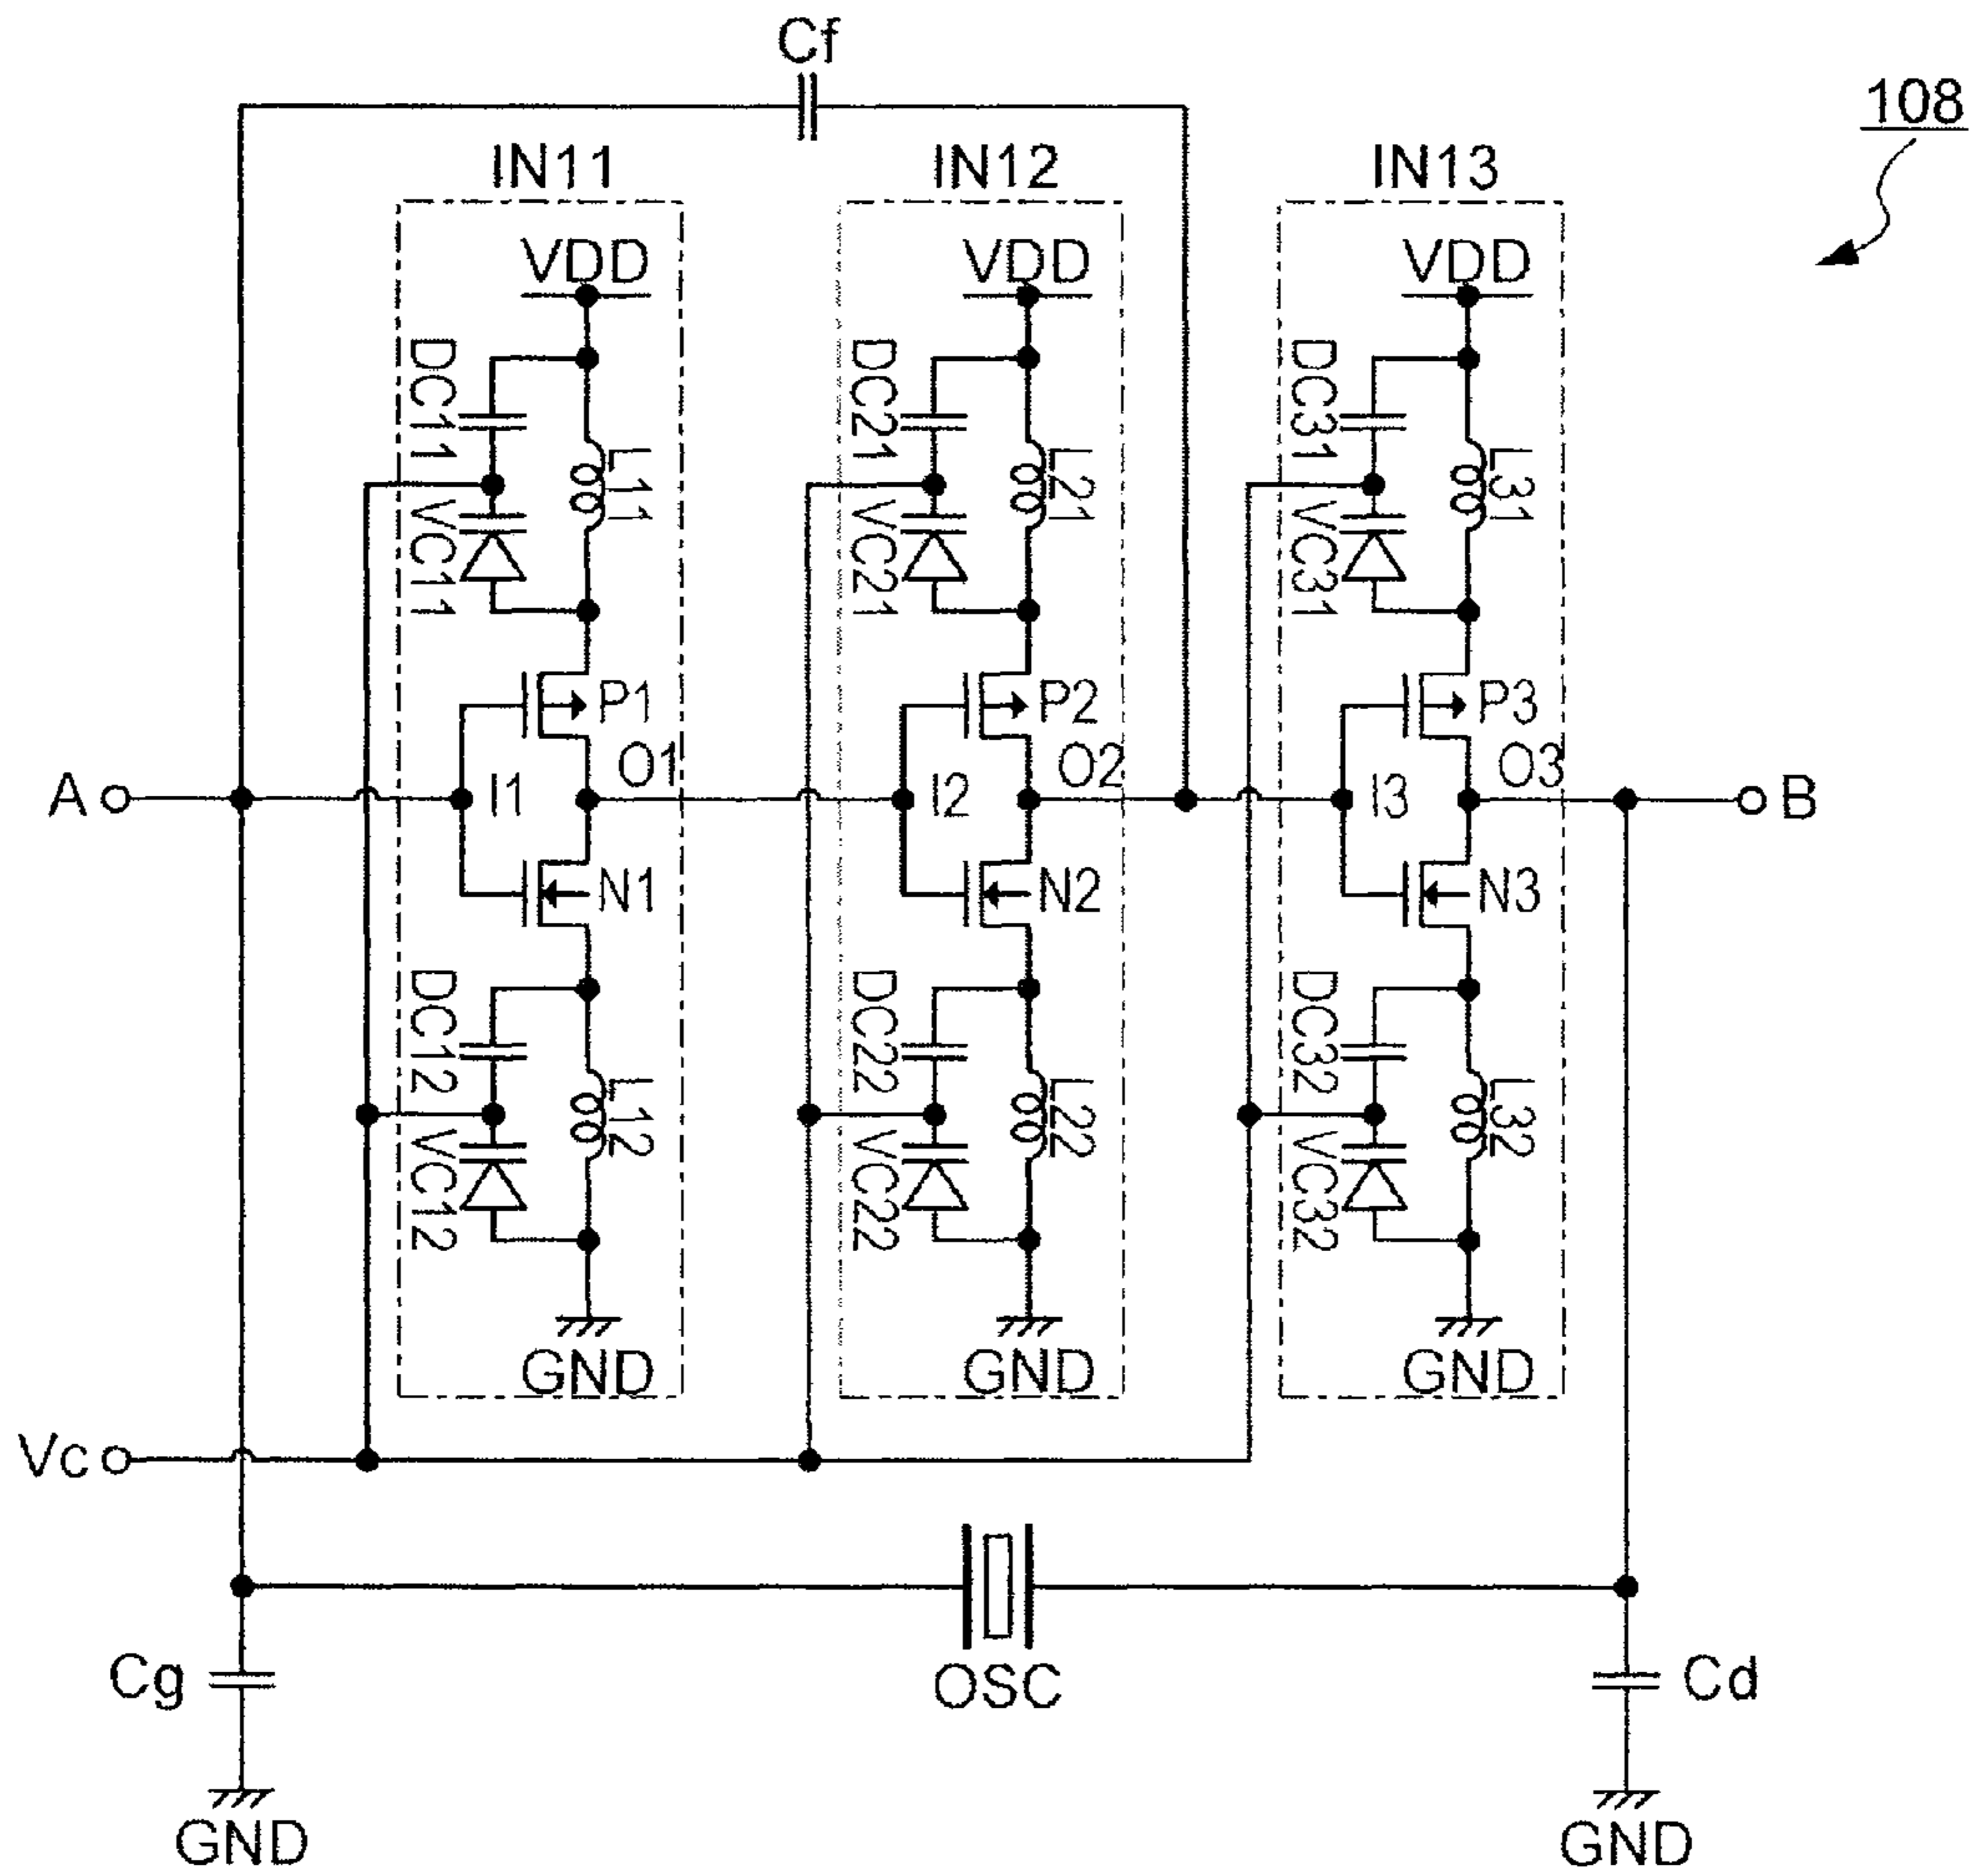 Cf
108
IN11
IN12
IN13
VDD
VDD
VDD
DC11
L11
VC11
DC21
L21
VC21
DC31
L31
VC31
P1
P2
P3
O1
O2
O3
A
I1
I2
I3
B
N1
N2
N3
DC12
L12
VC12
DC22
L22
VC22
DC32
L32
VC32
GND
GND
GND
Vc
Cg
OSC
Cd
GND
GND